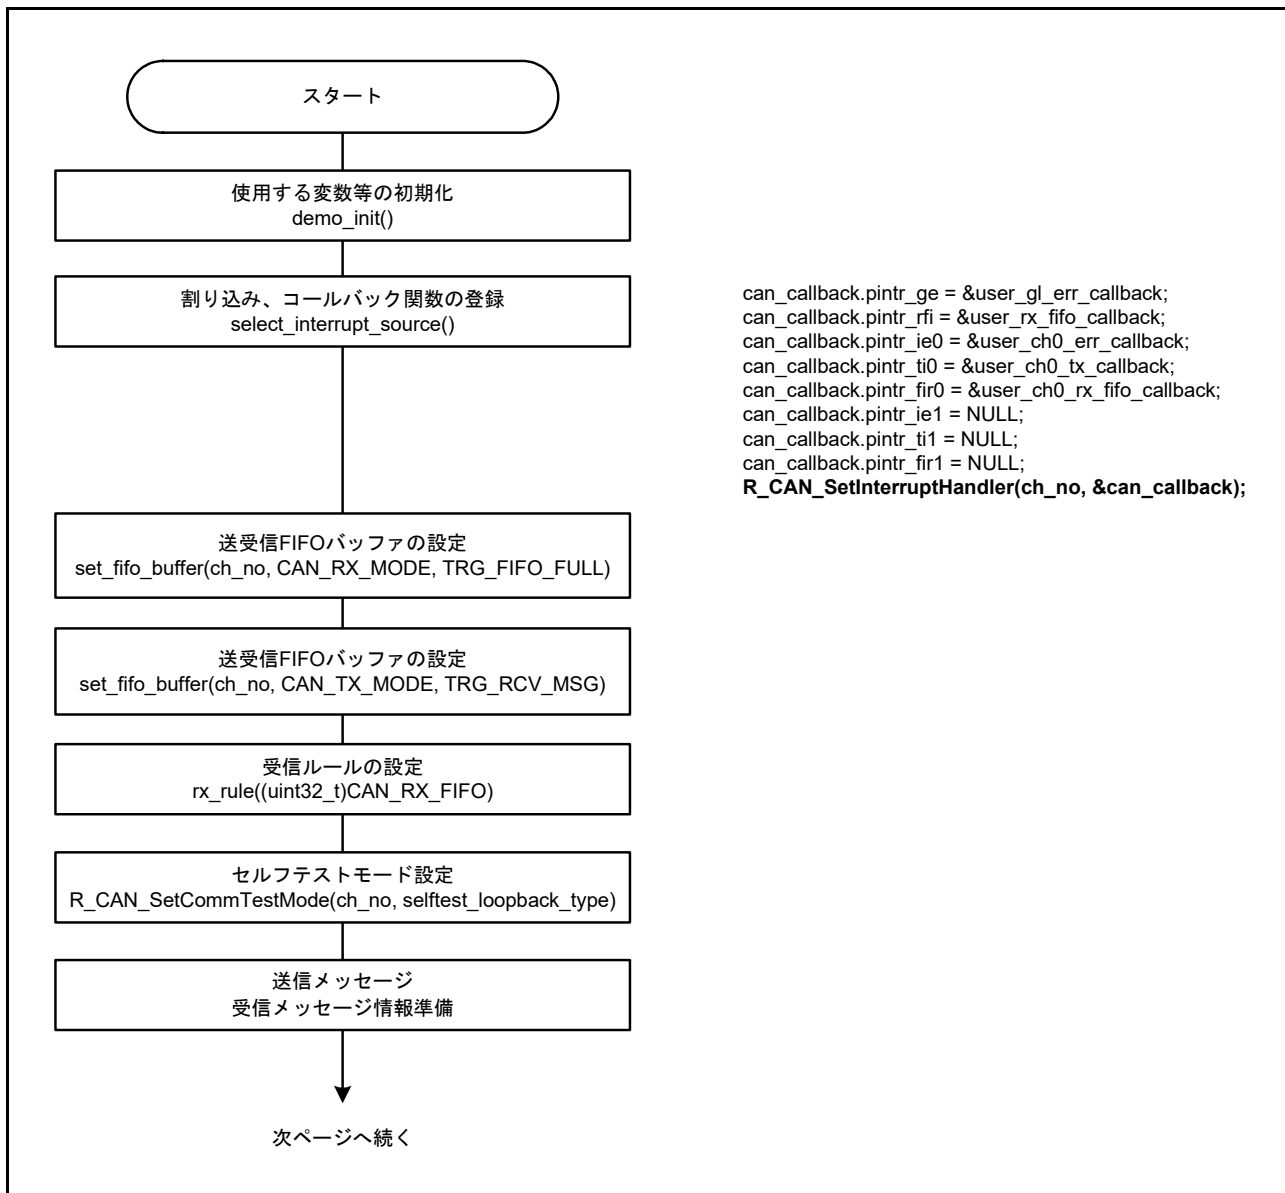 スタート
使用する変数等の初期化
demo_init()
割り込み、コールバック関数の登録
select_interrupt_source()
can_callback.pintr_ge = &user_gl_err_callback;
can_callback.pintr_rfi = &user_rx_fifo_callback;
can_callback.pintr_ie0 = &user_ch0_err_callback;
can_callback.pintr_ti0 = &user_ch0_tx_callback;
can_callback.pintr_fir0 = &user_ch0_rx_fifo_callback;
can_callback.pintr_ie1 = NULL;
can_callback.pintr_ti1 = NULL;
can_callback.pintr_fir1 = NULL;
R_CAN_SetInterruptHandler(ch_no, &can_callback);
送受信FIFOバッファの設定
set_fifo_buffer(ch_no, CAN_RX_MODE, TRG_FIFO_FULL)
送受信FIFOバッファの設定
set_fifo_buffer(ch_no, CAN_TX_MODE, TRG_RCV_MSG)
受信ルールの設定
rx_rule((uint32_t)CAN_RX_FIFO)
セルフテストモード設定
R_CAN_SetCommTestMode(ch_no, selftest_loopback_type)
送信メッセージ
受信メッセージ情報準備
次ページへ続く